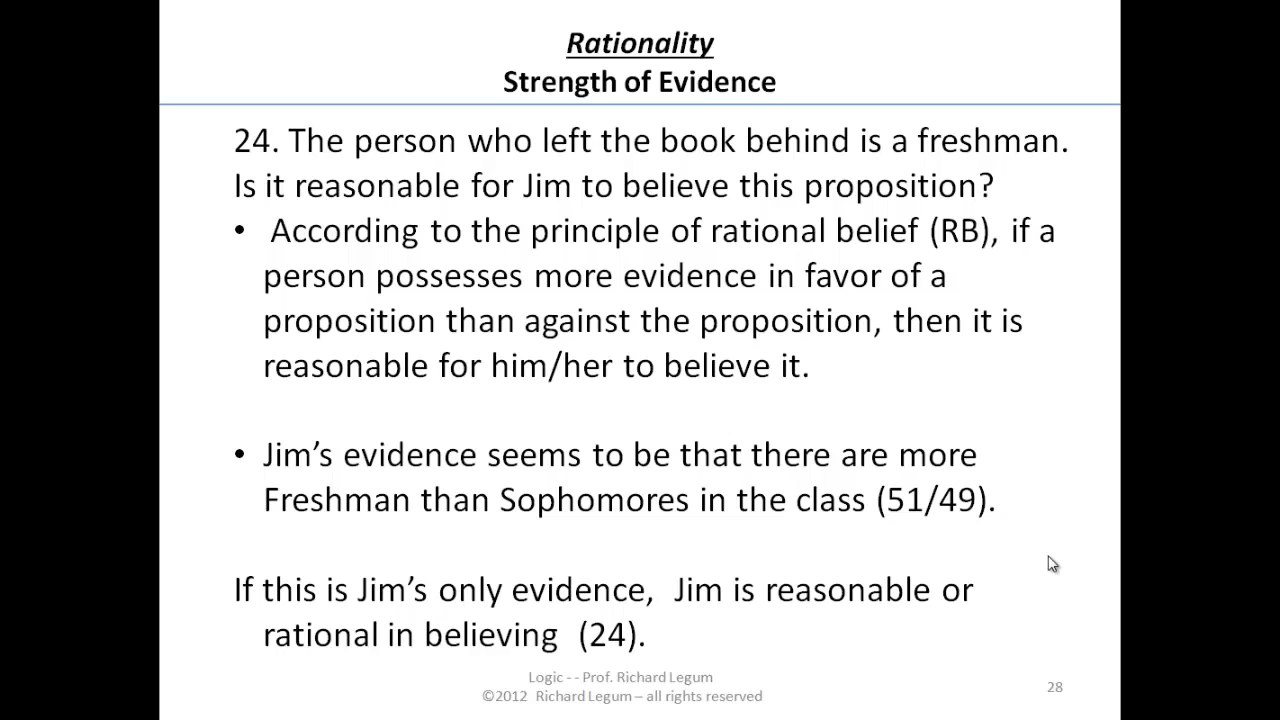 Rationality
Strength of Evidence
24. The person who left the book behind is a freshman.
Is it reasonable for Jim to believe this proposition?
• According to the principle of rational belief (RB), if a
person possesses more evidence in favor of a
proposition than against the proposition, then it is
reasonable for him/her to believe it.
• Jim’s evidence seems to be that there are more
Freshman than Sophomores in the class (51/49).
If this is Jim’s only evidence, Jim is reasonable or
rational in believing (24).
Logic - - Prof. Richard Legum
©2012 Richard Legum – all rights reserved
28